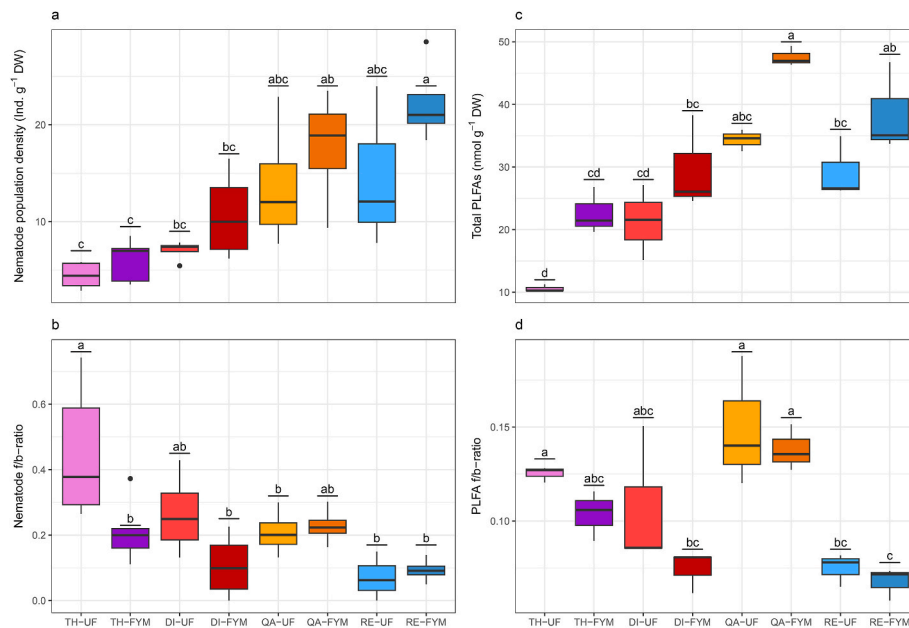 a
Nematode population density (Ind. g⁻¹ DW)
20
10
c
c
bc
bc
abc
ab
abc
a
c
Total PLFAs (nmol g⁻¹ DW)
50
40
30
20
10
d
cd
cd
bc
abc
a
bc
ab
b
Nematode f/b-ratio
0.6
0.4
0.2
0.0
a
b
ab
b
b
ab
b
b
TH-UF TH-FYM DI-UF DI-FYM QA-UF QA-FYM RE-UF RE-FYM
d
PLFA f/b-ratio
0.15
0.10
a
abc
abc
bc
a
a
bc
c
TH-UF TH-FYM DI-UF DI-FYM QA-UF QA-FYM RE-UF RE-FYM